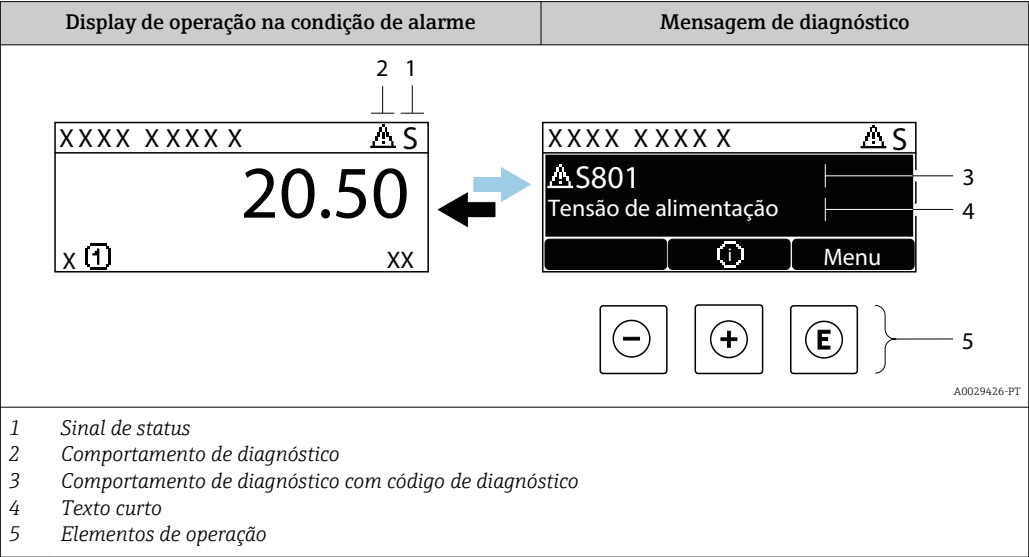 Display de operação na condição de alarme
Mensagem de diagnóstico
2 1
XXXX XXXX X ⚠ S
20.50
X 1 XX
XXXX XXXX X ⚠ S
⚠S801 3
Tensão de alimentação 4
i Menu
− + E 5
A0029426-PT
1 Sinal de status
2 Comportamento de diagnóstico
3 Comportamento de diagnóstico com código de diagnóstico
4 Texto curto
5 Elementos de operação